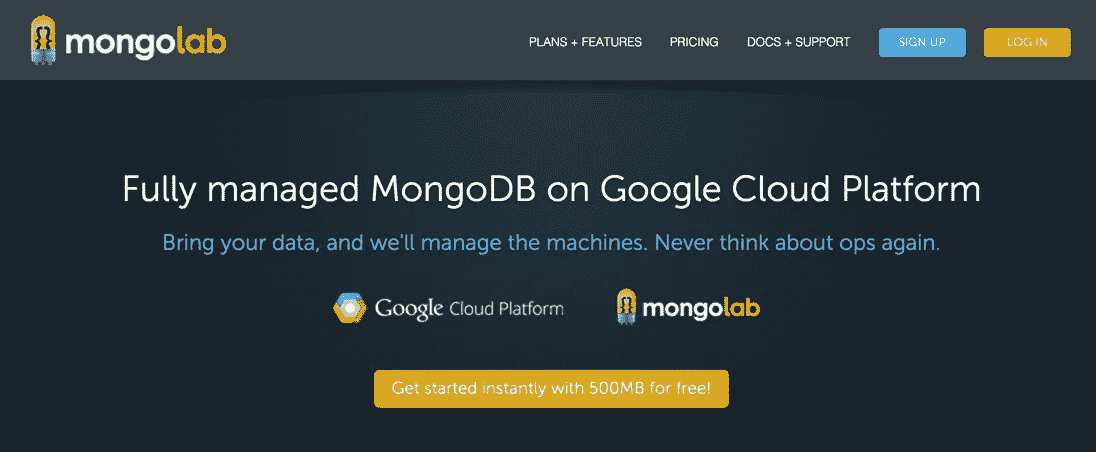 mongolab
PLANS + FEATURES PRICING DOCS + SUPPORT SIGN UP LOG IN
Fully managed MongoDB on Google Cloud Platform
Bring your data, and we'll manage the machines. Never think about ops again.
Google Cloud Platform mongolab
Get started instantly with 500MB for free!